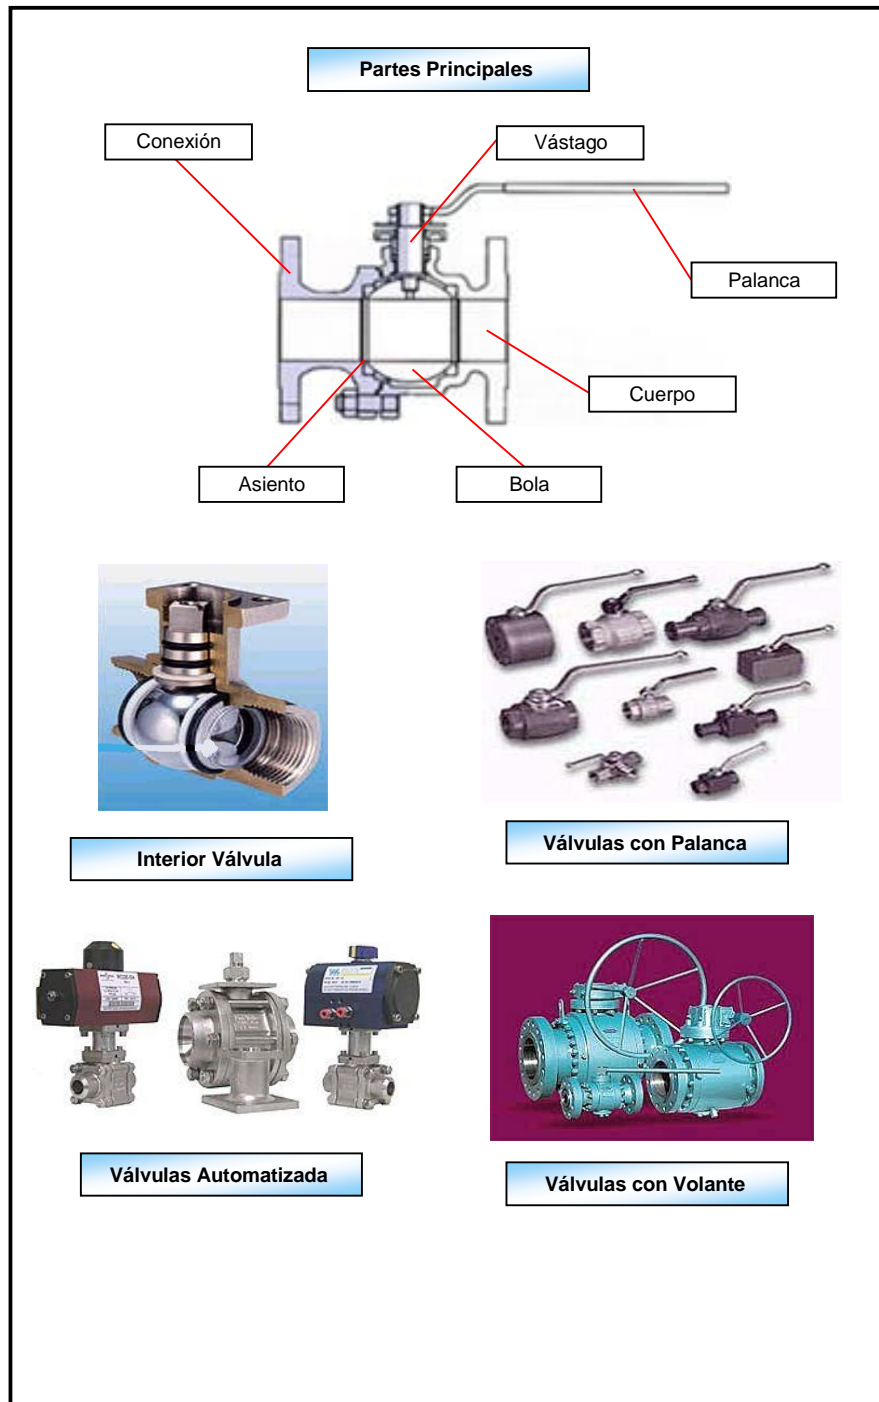 Partes Principales
Conexión
Vástago
Palanca
Cuerpo
Asiento
Bola
Interior Válvula
Válvulas con Palanca
Válvulas Automatizada
Válvulas con Volante